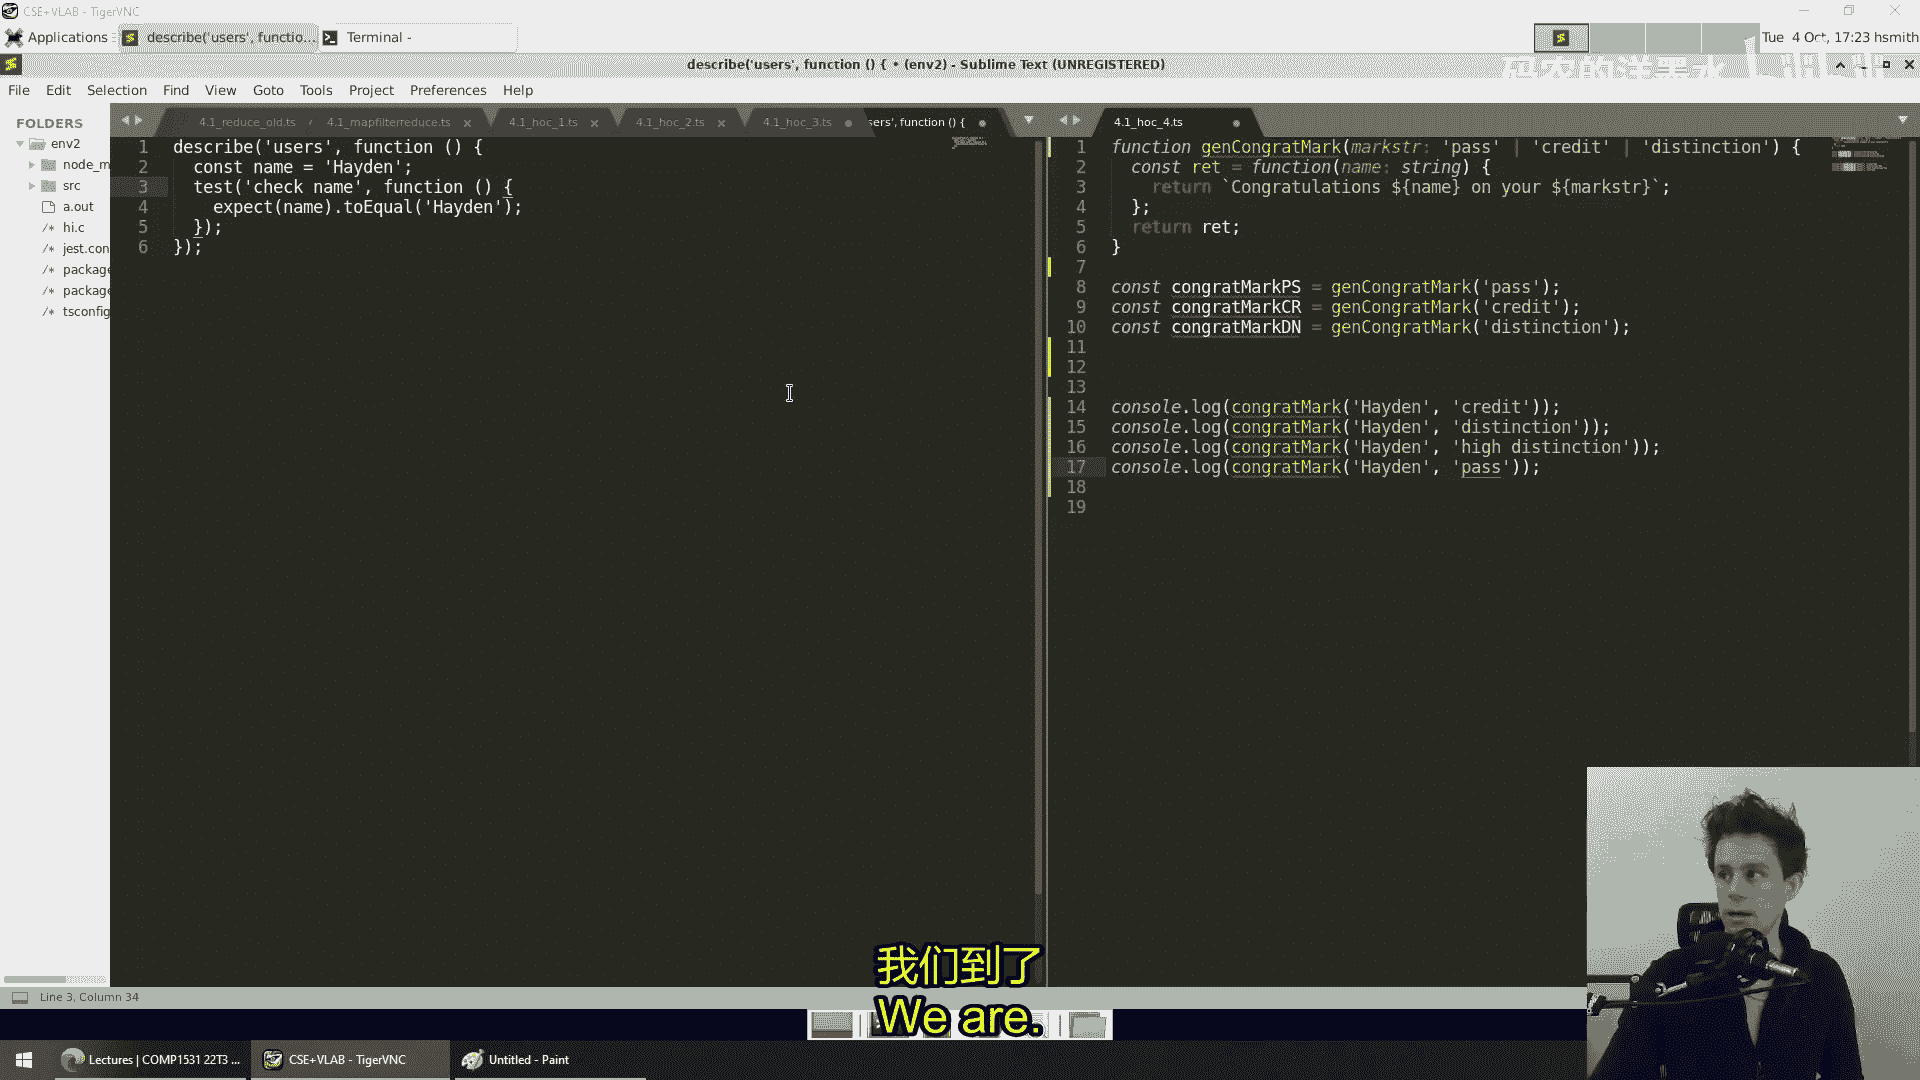 CSE+VLAB - TigerVNC
Applications
describe('users', functio...
Terminal -
Tue 4 Oct, 17:23 hsmith
describe('users', function () { • (env2) - Sublime Text (UNREGISTERED)
码农的洋墨水
bilibili
File Edit Selection Find View Goto Tools Project Preferences Help
FOLDERS
env2
node_m
src
a.out
hi.c
jest.con
package
package
tsconfig
4.1_reduce_old.ts
4.1_mapfilterreduce.ts
4.1_hoc_1.ts
4.1_hoc_2.ts
4.1_hoc_3.ts
sers', function () {
1 describe('users', function () {
2 const name = 'Hayden';
3 test('check name', function () {
4 expect(name).toEqual('Hayden');
5 });
6 });
4.1_hoc_4.ts
1 function genCongratMark(markstr: 'pass' | 'credit' | 'distinction') {
2 const ret = function(name: string) {
3 return `Congratulations ${name} on your ${markstr}`;
4 };
5 return ret;
6 }
7
8 const congratMarkPS = genCongratMark('pass');
9 const congratMarkCR = genCongratMark('credit');
10 const congratMarkDN = genCongratMark('distinction');
11
12
13
14 console.log(congratMark('Hayden', 'credit'));
15 console.log(congratMark('Hayden', 'distinction'));
16 console.log(congratMark('Hayden', 'high distinction'));
17 console.log(congratMark('Hayden', 'pass'));
18
19
我们到了
We are.
Line 3, Column 34
Lectures | COMP1531 22T3 ...
CSE+VLAB - TigerVNC
Untitled - Paint